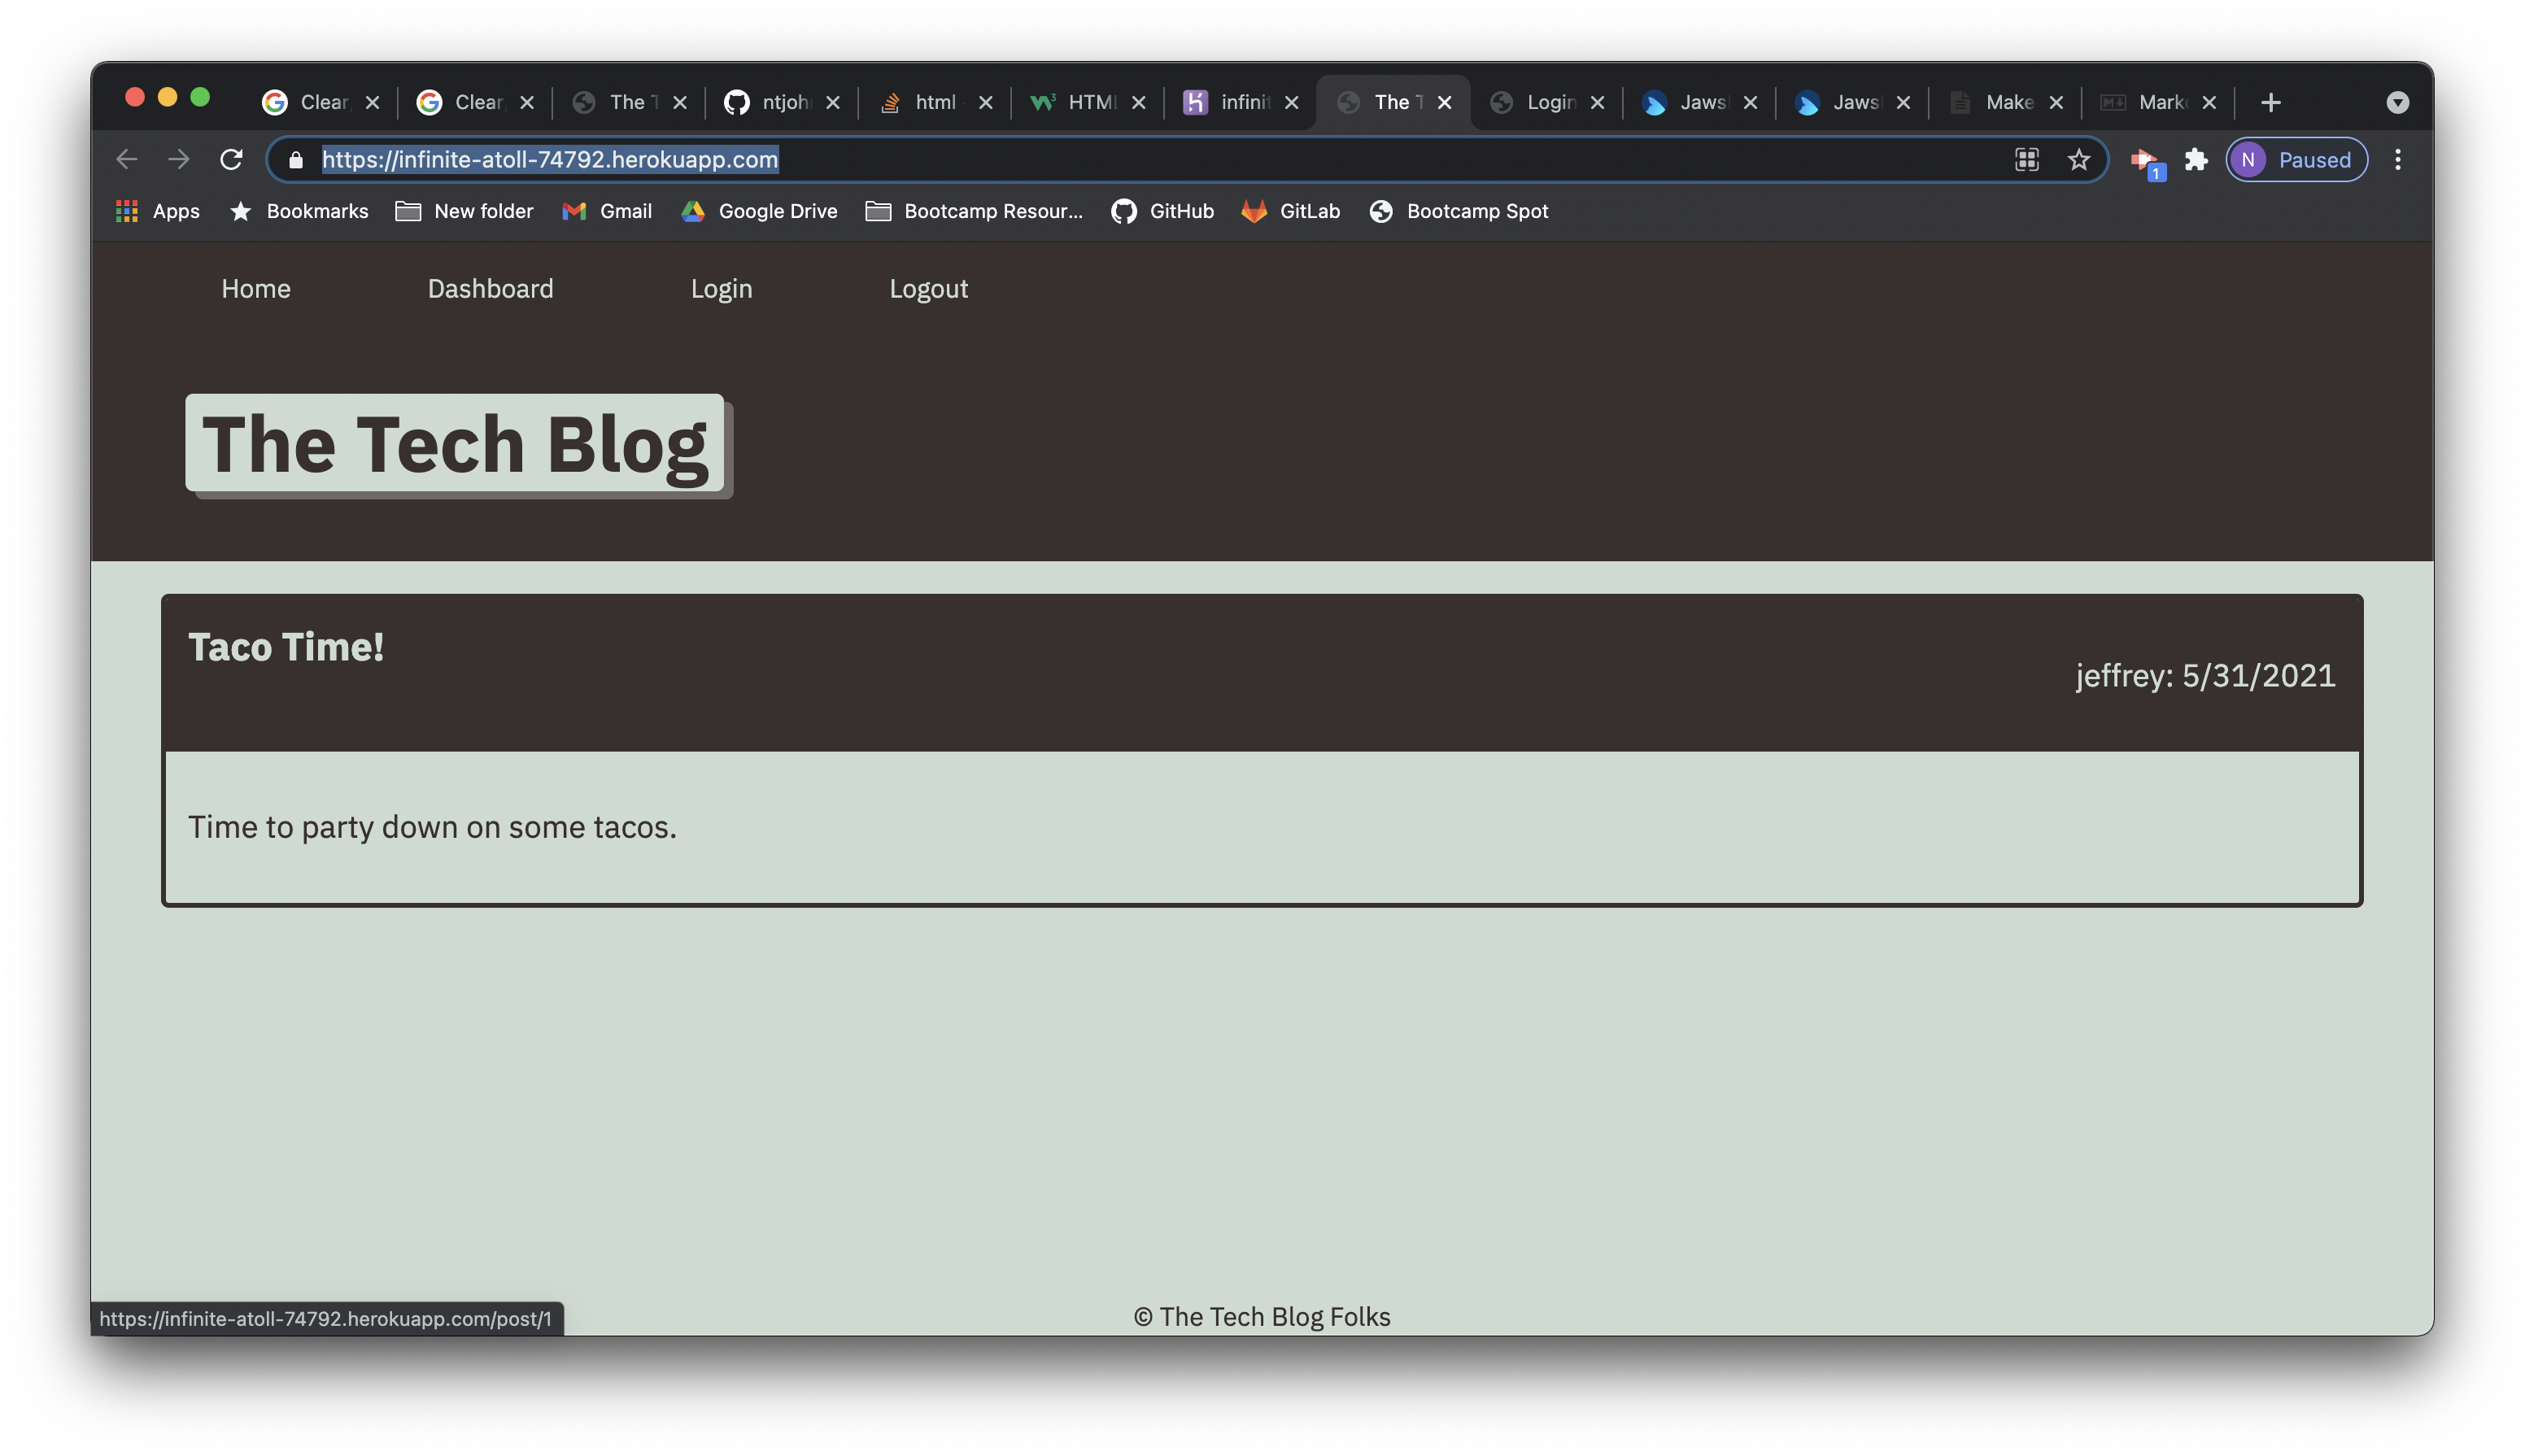 Clear The T ntjoh html HTML infinit The T Login Jaws Jaws Make Mark
https://infinite-atoll-74792.herokuapp.com
1 N Paused
Apps Bookmarks New folder Gmail Google Drive Bootcamp Resour... GitHub GitLab Bootcamp Spot
Home Dashboard Login Logout
The Tech Blog
Taco Time!
jeffrey: 5/31/2021
Time to party down on some tacos.
https://infinite-atoll-74792.herokuapp.com/post/1
© The Tech Blog Folks